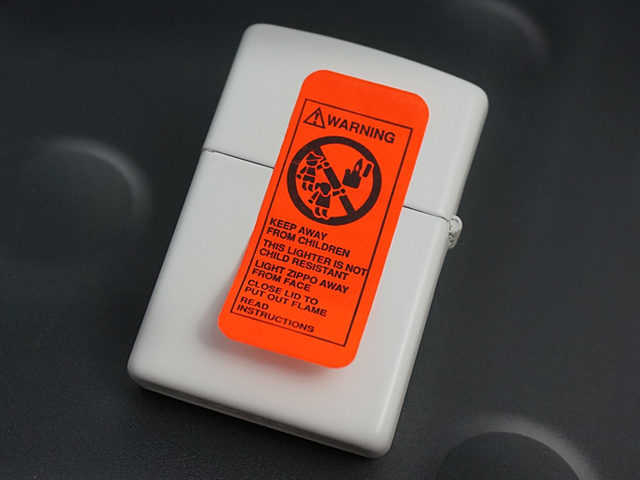 WARNING
KEEP AWAY
FROM CHILDREN
THIS LIGHTER IS NOT
CHILD RESISTANT
LIGHT ZIPPO AWAY
FROM FACE
CLOSE LID TO
PUT OUT FLAME
READ
INSTRUCTIONS